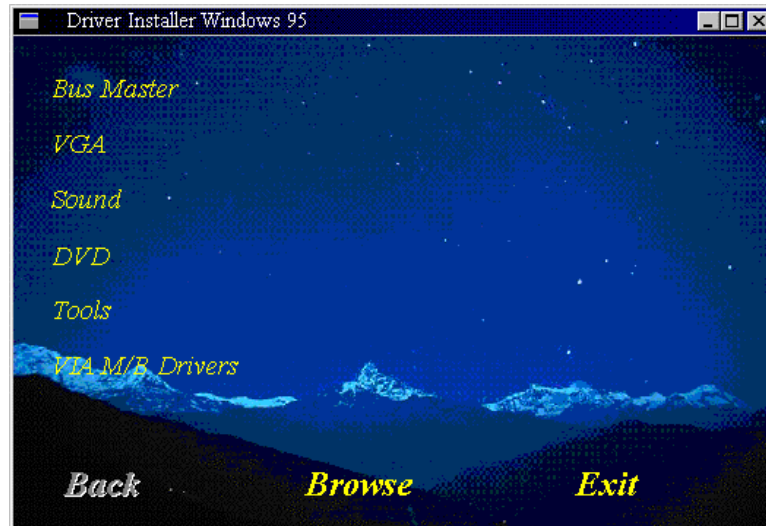 Driver Installer Windows 95
Bus Master
VGA
Sound
DVD
Tools
VIA M/B Drivers
Back Browse Exit